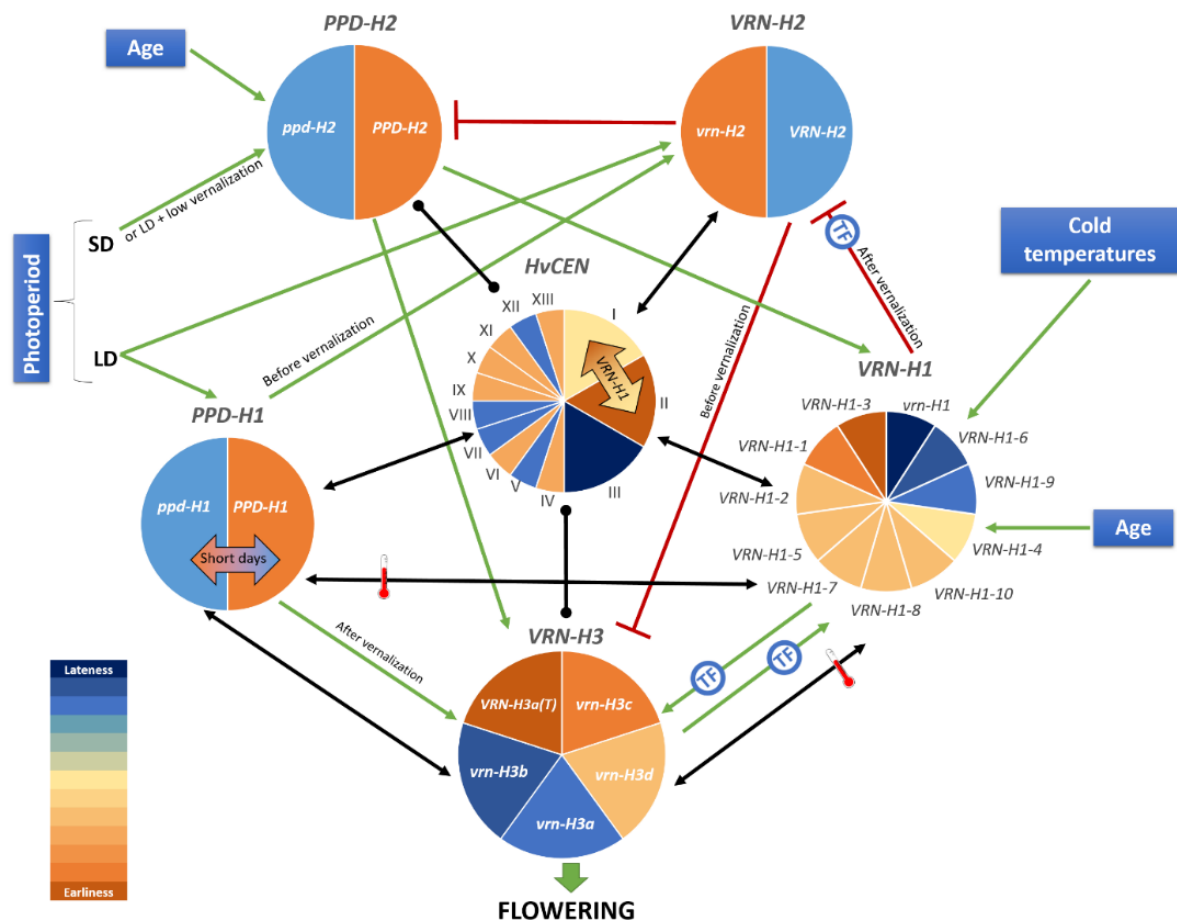 PPD-H2
VRN-H2
Age
ppd-H2
PPD-H2
vrn-H2
VRN-H2
or LD + low vernalization
SD
Photoperiod
LD
Before vernalization
Cold
temperatures
TF
After vernalization
HvCEN
I
II
III
IV
V
VI
VII
VIII
IX
X
XI
XII
XIII
VRN-H1
Before vernalization
VRN-H1
vrn-H1
VRN-H1-6
VRN-H1-9
VRN-H1-4
VRN-H1-10
VRN-H1-8
VRN-H1-7
VRN-H1-5
VRN-H1-2
VRN-H1-1
VRN-H1-3
Age
PPD-H1
ppd-H1
PPD-H1
Short days
After vernalization
TF
TF
VRN-H3
VRN-H3a(T)
vrn-H3c
vrn-H3b
vrn-H3d
vrn-H3a
Lateness
Earliness
FLOWERING